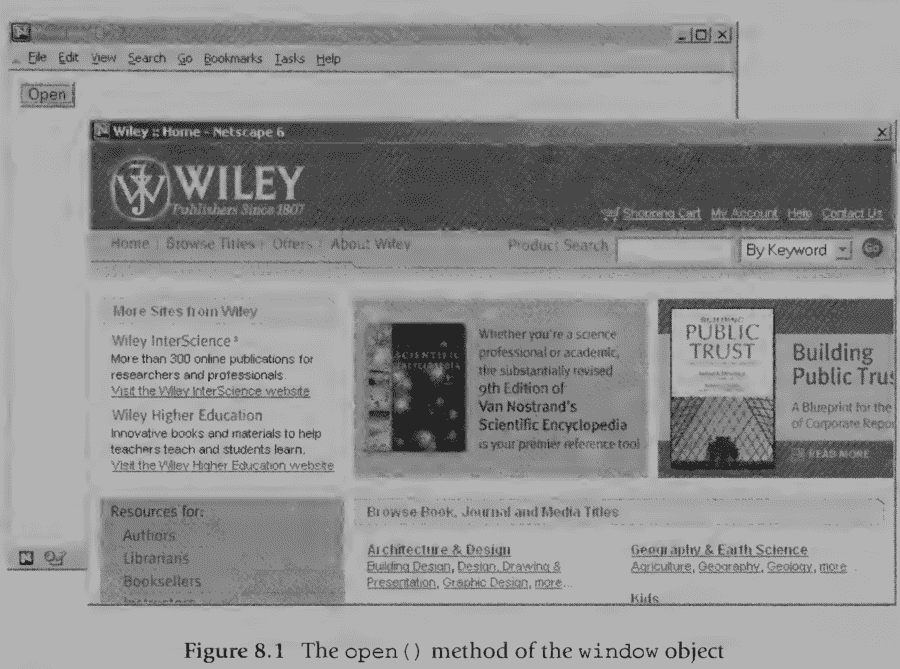 File Edit View Search Go Bookmarks Tasks Help
Open
Wiley :: Home - Netscape 6
WILEY
Publishers Since 1807
Shopping Cart My Account Help Contact Us
Home | Browse Titles | Offers | About Wiley
Product Search
By Keyword
Go
More Sites from Wiley
Wiley InterScience
More than 300 online publications for
researchers and professionals
Visit the Wiley InterScience website
Wiley Higher Education
Innovative books and materials to help
teachers teach and students learn.
Visit the Wiley Higher Education website
SCIENTIFIC
ENCYCLOPEDIA
Whether you're a science
professional or academic,
the substantially revised
9th Edition of
Van Nostrand's
Scientific Encyclopedia
is your premier reference tool
BUILDING
PUBLIC
TRUST
Building
Public Trus
A Blueprint for the
of Corporate Repo
READ MORE
Resources for:
Authors
Librarians
Booksellers
Instructors
Browse Book, Journal and Media Titles
Architecture & Design
Building Design, Design, Drawing &
Presentation, Graphic Design, more...
Geography & Earth Science
Agriculture, Geography, Geology, more...
Kids
Figure 8.1 The open() method of the window object